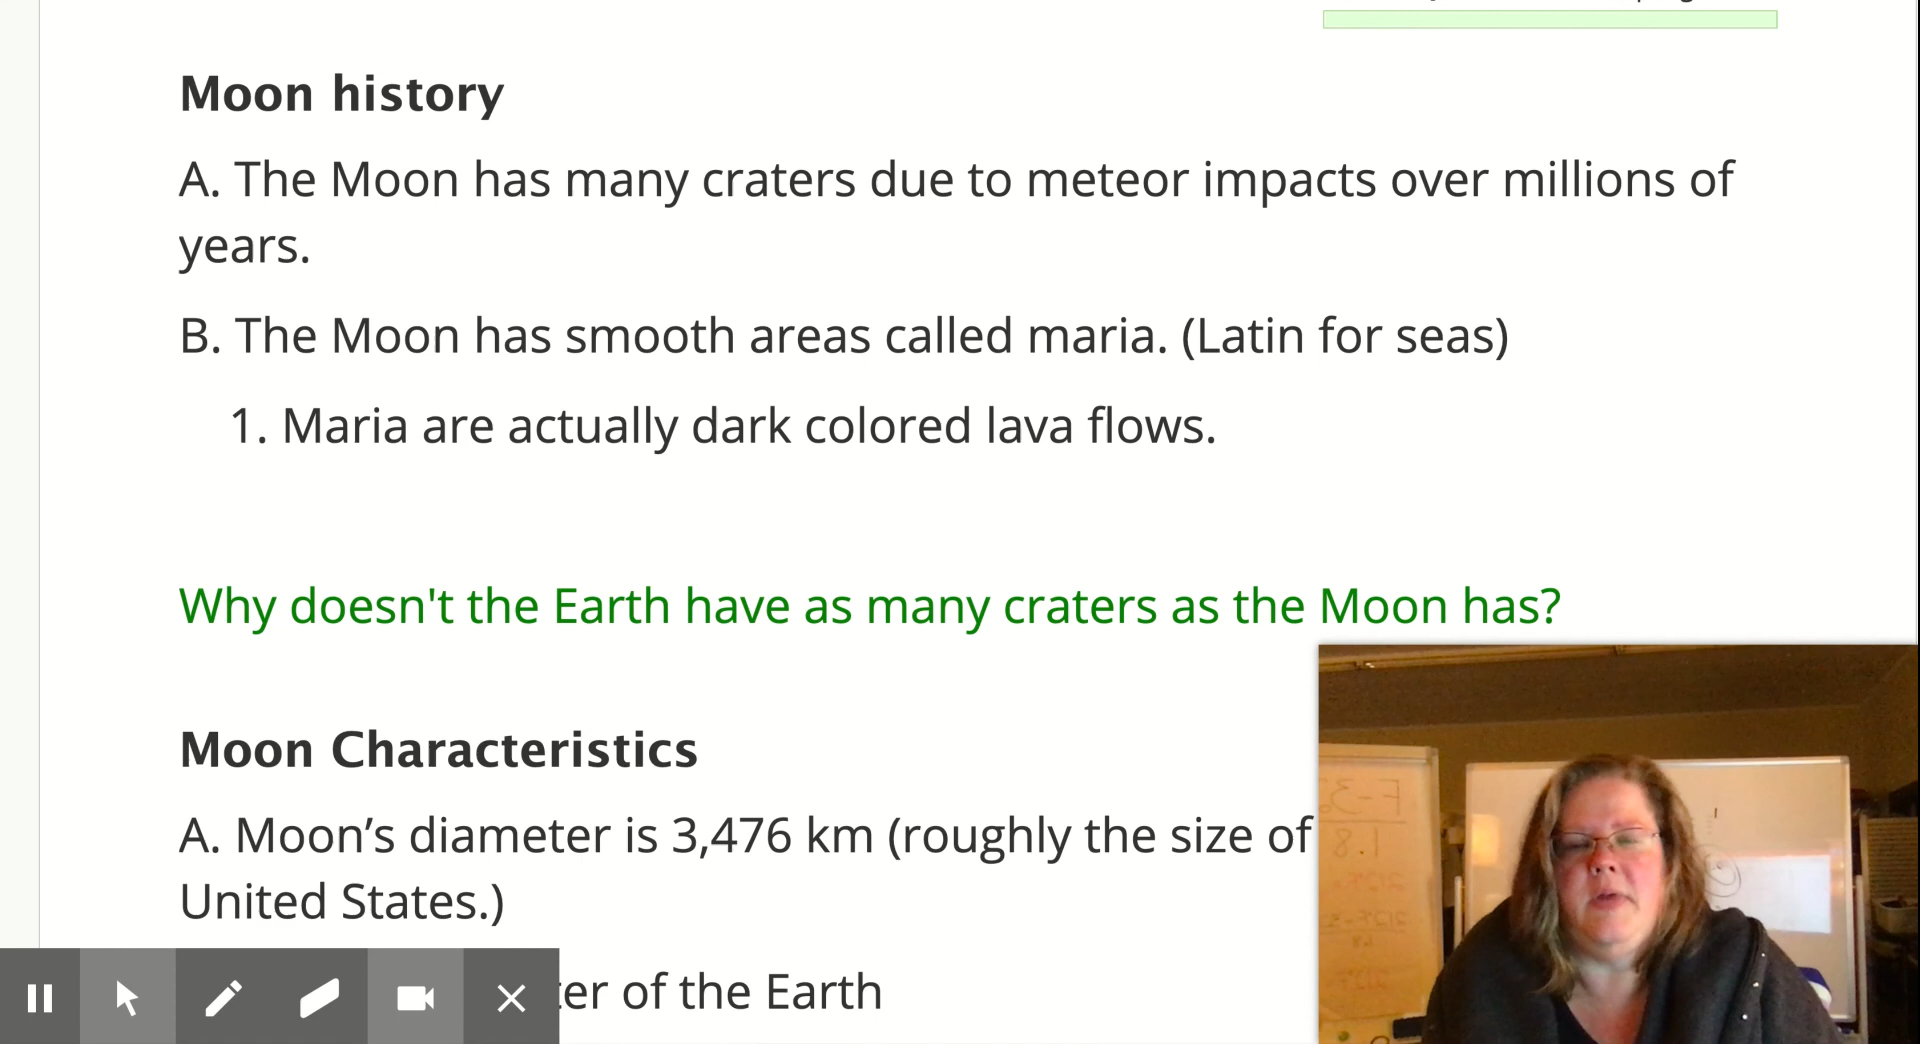 Moon history
A. The Moon has many craters due to meteor impacts over millions of
years.
B. The Moon has smooth areas called maria. (Latin for seas)
1. Maria are actually dark colored lava flows.
Why doesn't the Earth have as many craters as the Moon has?
Moon Characteristics
A. Moon’s diameter is 3,476 km (roughly the size of
United States.)
of the Earth